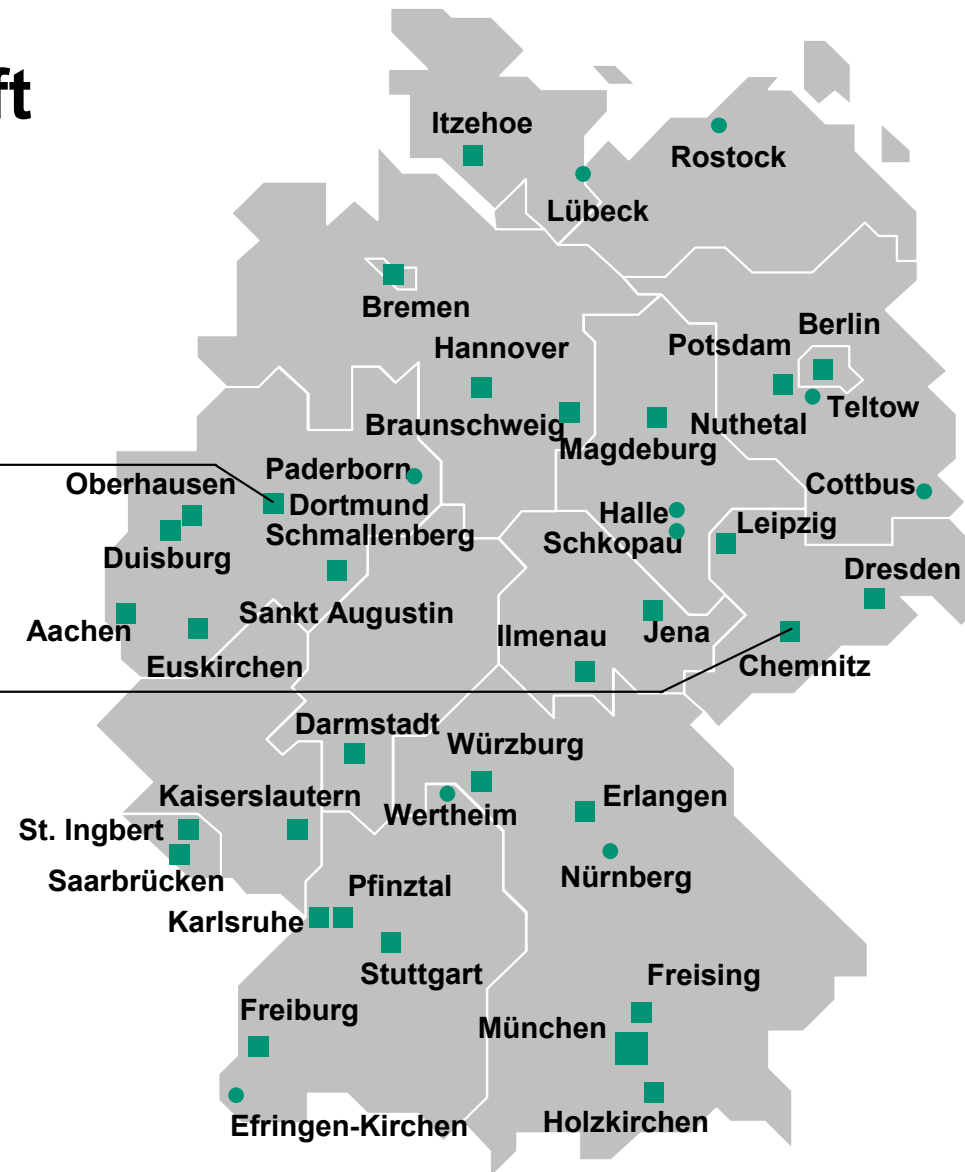 ft
Itzehoe
Rostock
Lübeck
Bremen
Berlin
Hannover
Potsdam
Teltow
Braunschweig
Nuthetal
Magdeburg
Paderborn
Oberhausen
Cottbus
Dortmund
Halle
Leipzig
Schmallenberg
Schkopau
Duisburg
Dresden
Sankt Augustin
Aachen
Ilmenau
Jena
Euskirchen
Chemnitz
Darmstadt
Würzburg
Kaiserslautern
Erlangen
Wertheim
St. Ingbert
Saarbrücken
Nürnberg
Pfinztal
Karlsruhe
Stuttgart
Freising
Freiburg
München
Holzkirchen
Efringen-Kirchen